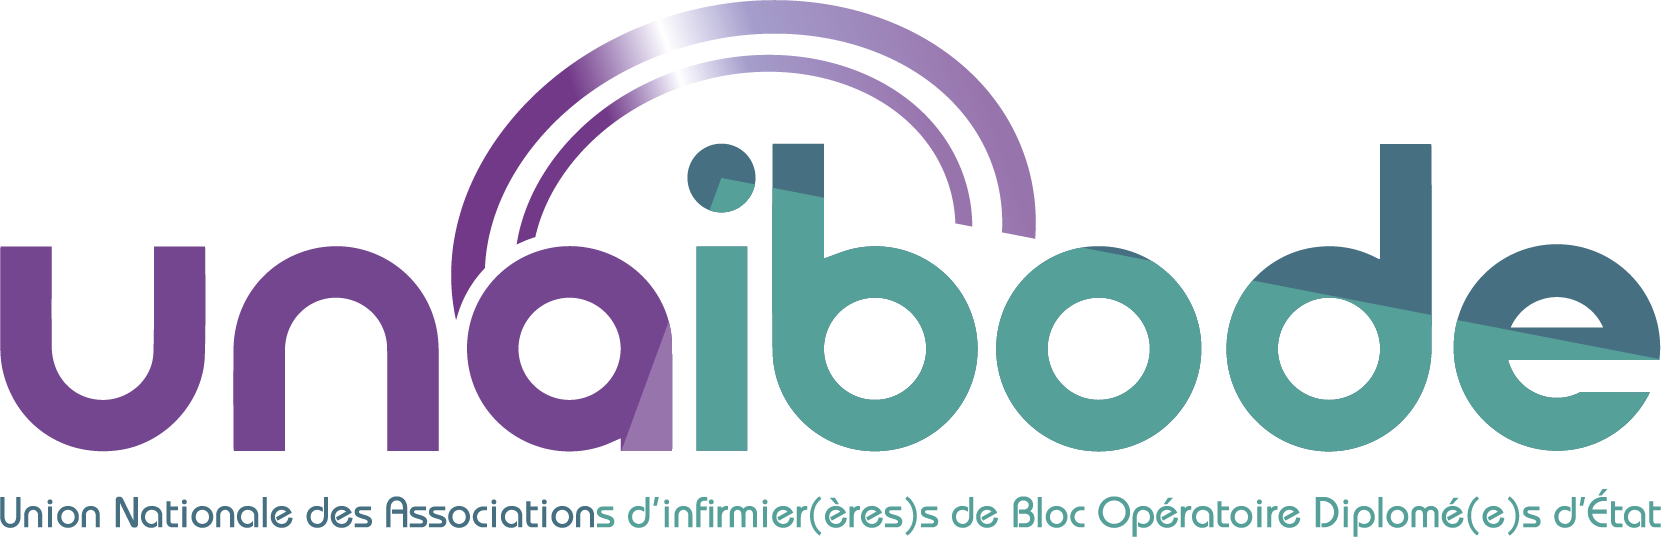 unaibode
Union Nationale des Associations d'infirmier(ères)s de Bloc Opératoire Diplomé(e)s d'État